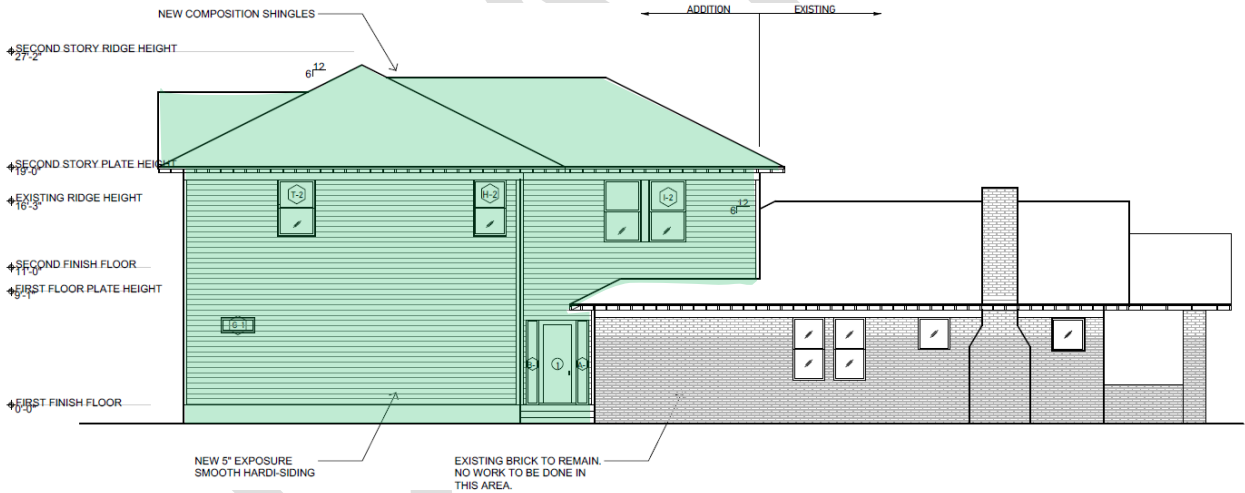 NEW COMPOSITION SHINGLES
ADDITION
EXISTING
SECOND STORY RIDGE HEIGHT
27'-2"
12
6
SECOND STORY PLATE HEIGHT
19'-0"
T-2
H-2
I-2
EXISTING RIDGE HEIGHT
16'-3"
12
6
SECOND FINISH FLOOR
11'-0"
FIRST FLOOR PLATE HEIGHT
9'-1"
G-1
1
FIRST FINISH FLOOR
0'-0"
NEW 5" EXPOSURE
SMOOTH HARDI-SIDING
EXISTING BRICK TO REMAIN.
NO WORK TO BE DONE IN
THIS AREA.